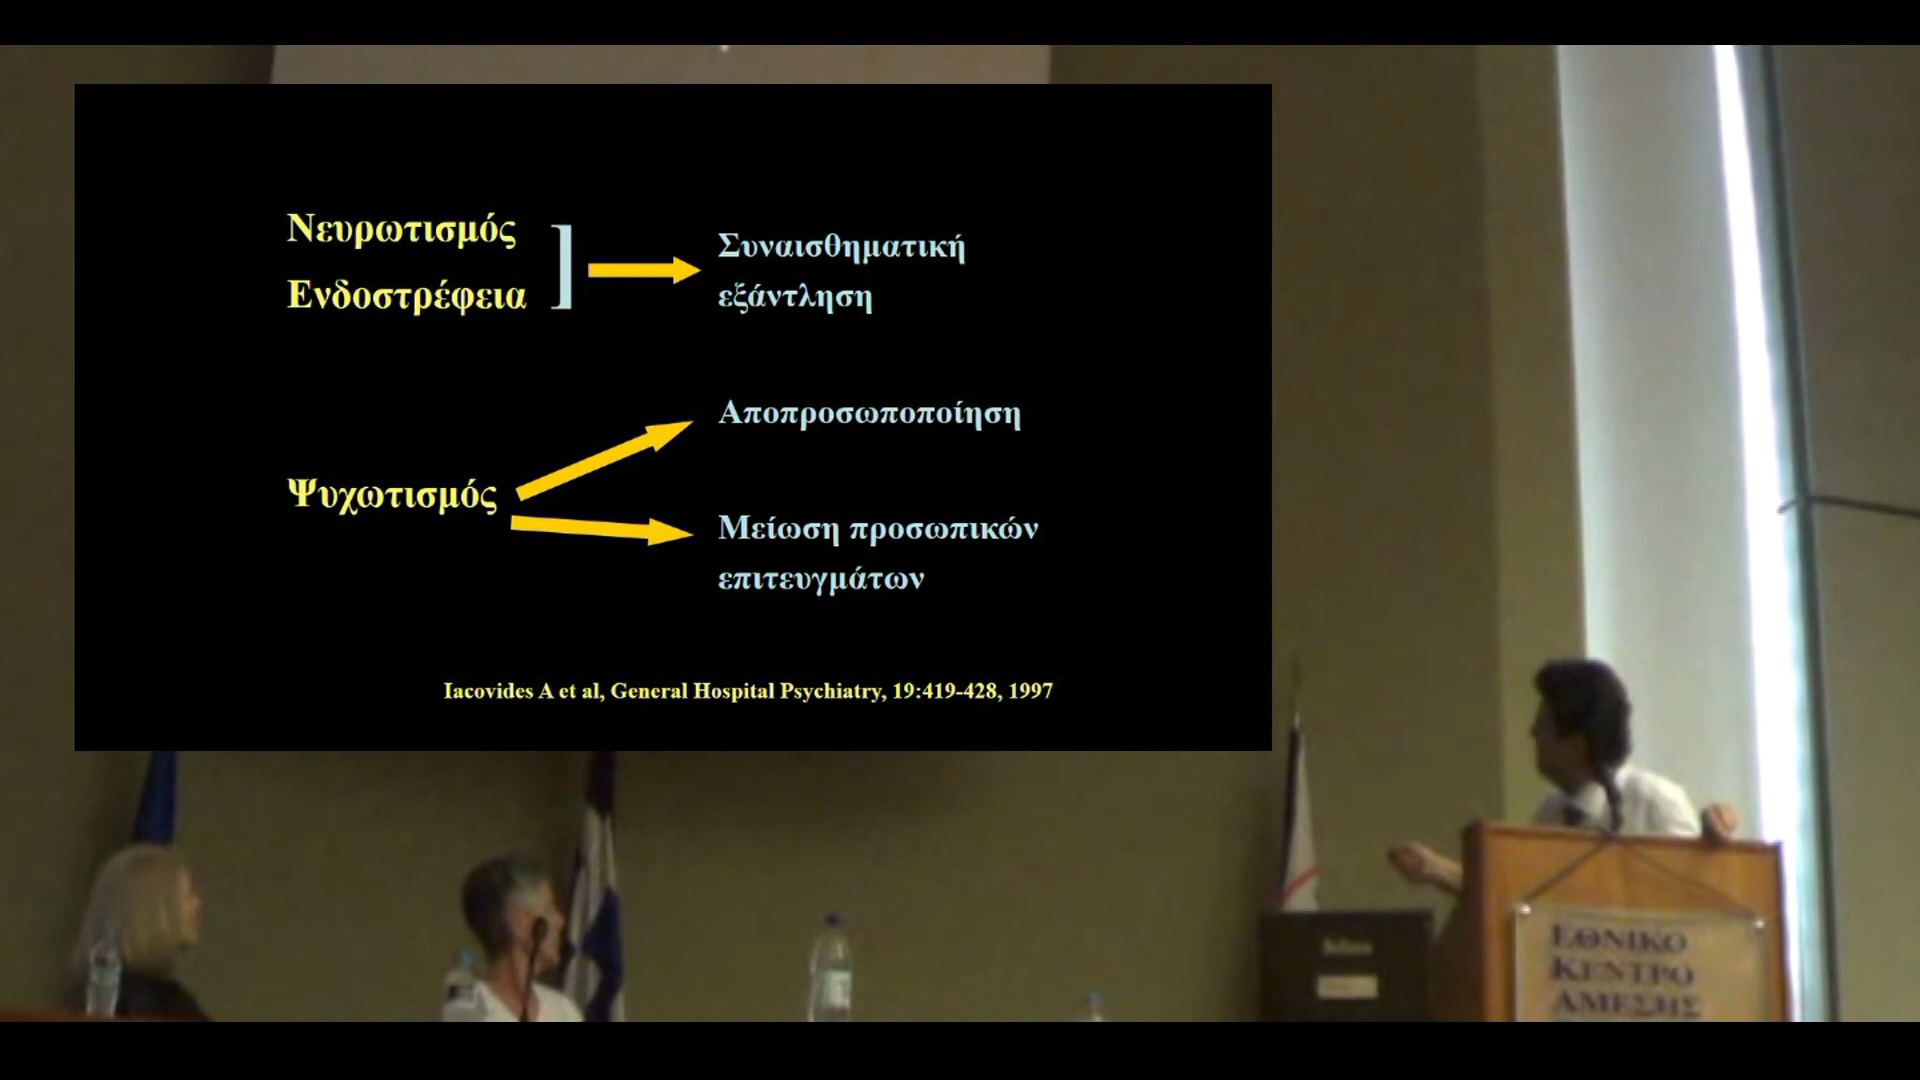 Νευρωτισμός
Ενδοστρέφεια
Συναισθηματική
εξάντληση
Αποπροσωποποίηση
Ψυχωτισμός
Μείωση προσωπικών
επιτευγμάτων
Iacovides A et al, General Hospital Psychiatry, 19:419-428, 1997
ΕΘΝΙΚΟ
ΚΕΝΤΡΟ
ΑΜΕΣΗΣ